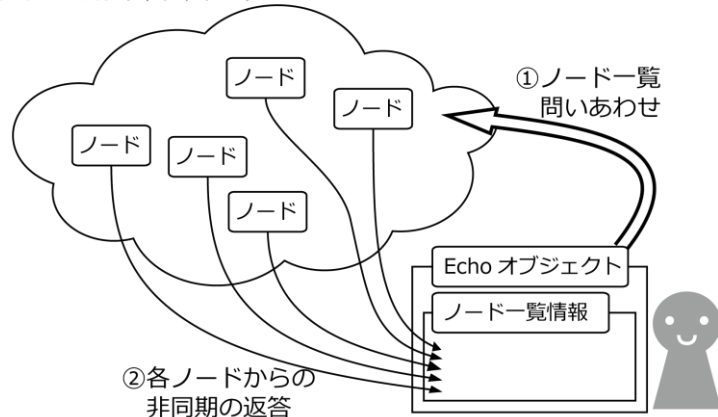 ノード
①ノード一覧
問いあわせ
ノード
ノード
ノード
ノード
Echo オブジェクト
ノード一覧情報
②各ノードからの
非同期の返答